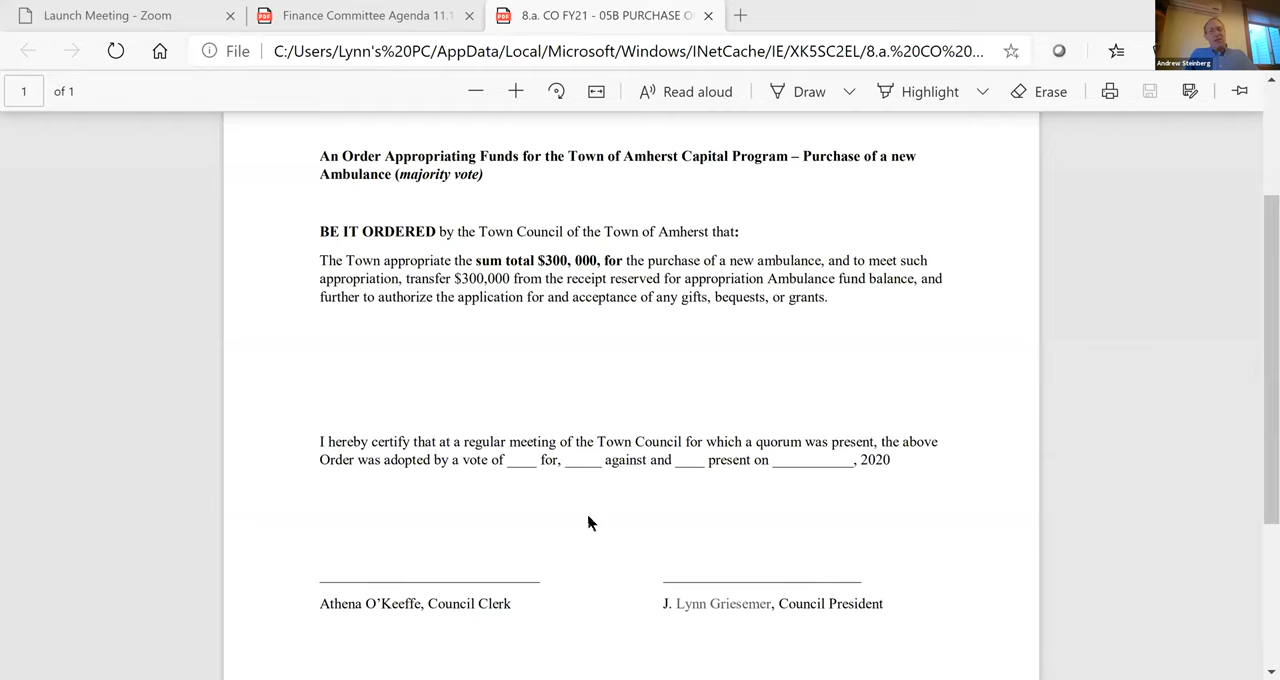 Launch Meeting - Zoom
Finance Committee Agenda 11.1
8.a. CO FY21 - 05B PURCHASE O
File
C:/Users/Lynn's%20PC/AppData/Local/Microsoft/Windows/INetCache/IE/XK5SC2EL/8.a.%20CO%20...
Andrew Steinberg
1 of 1
Read aloud
Draw
Highlight
Erase
An Order Appropriating Funds for the Town of Amherst Capital Program – Purchase of a new
Ambulance (majority vote)
BE IT ORDERED by the Town Council of the Town of Amherst that:
The Town appropriate the sum total $300, 000, for the purchase of a new ambulance, and to meet such
appropriation, transfer $300,000 from the receipt reserved for appropriation Ambulance fund balance, and
further to authorize the application for and acceptance of any gifts, bequests, or grants.
I hereby certify that at a regular meeting of the Town Council for which a quorum was present, the above
Order was adopted by a vote of ____ for, _____ against and ____ present on ___________, 2020
Athena O’Keeffe, Council Clerk
J. Lynn Griesemer, Council President